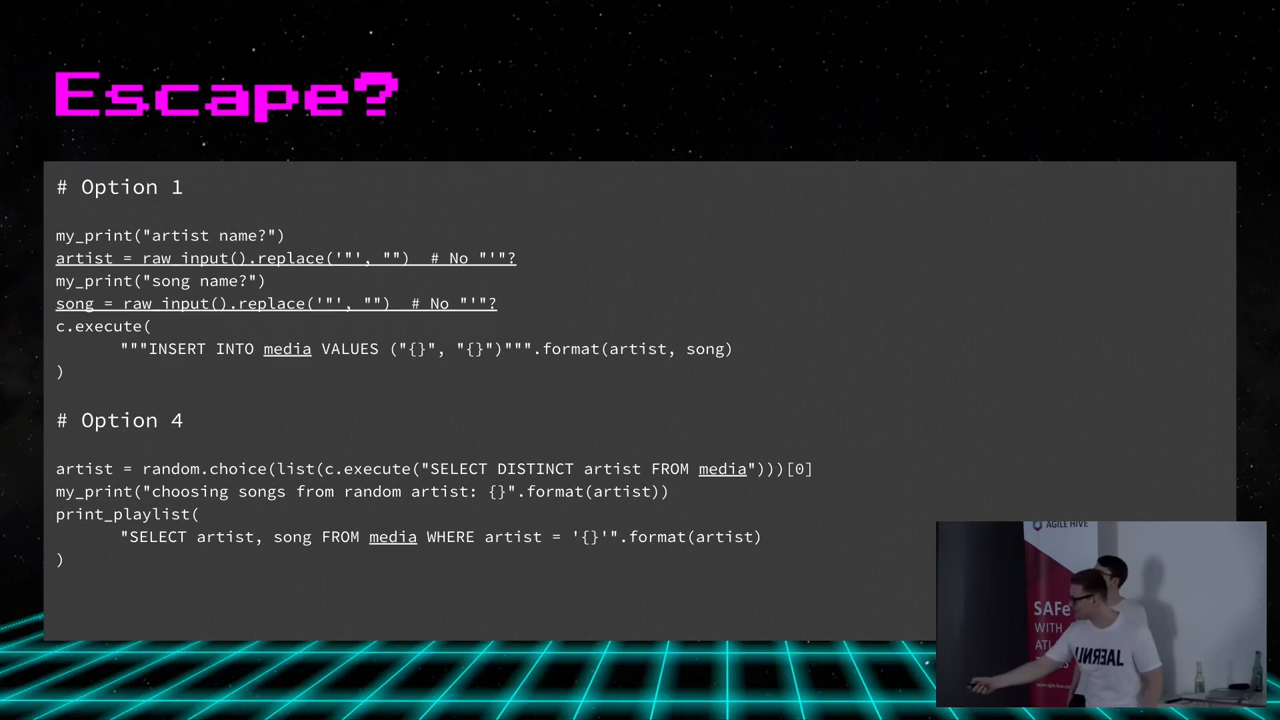 Escape?
# Option 1
my_print("artist name?")
artist = raw_input().replace('"', "")  # No "'"?
my_print("song name?")
song = raw_input().replace('"', "")  # No "'"?
c.execute(
"""INSERT INTO media VALUES ("{}", "{}")""".format(artist, song)
)
# Option 4
artist = random.choice(list(c.execute("SELECT DISTINCT artist FROM media")))[0]
my_print("choosing songs from random artist: {}".format(artist))
print_playlist(
"SELECT artist, song FROM media WHERE artist = '{}'".format(artist)
)
AGILE HIVE
SAFe
WITH